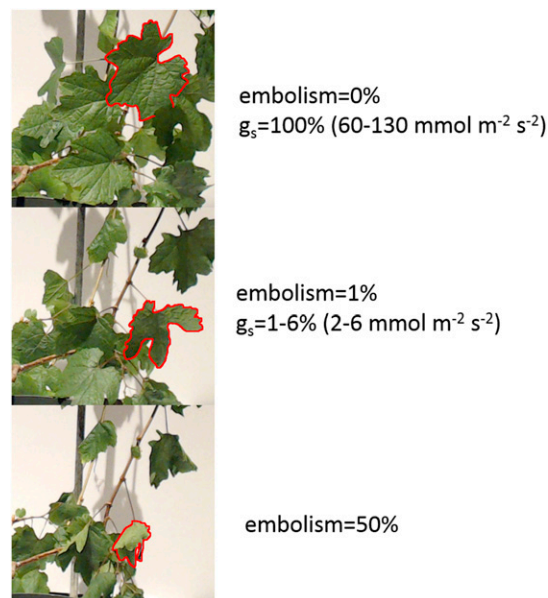 embolism=0%
gₛ=100% (60-130 mmol m⁻² s⁻²)
embolism=1%
gₛ=1-6% (2-6 mmol m⁻² s⁻²)
embolism=50%